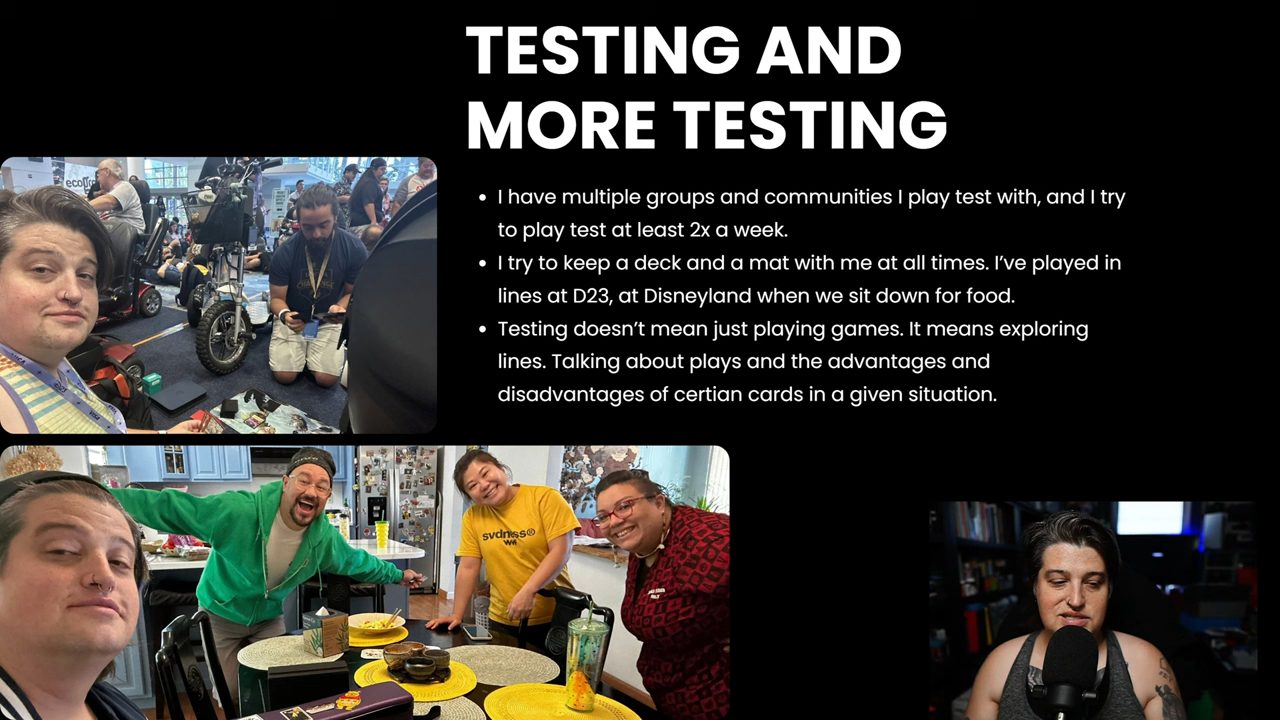 TESTING AND
MORE TESTING
• I have multiple groups and communities I play test with, and I try
to play test at least 2x a week.
• I try to keep a deck and a mat with me at all times. I’ve played in
lines at D23, at Disneyland when we sit down for food.
• Testing doesn’t mean just playing games. It means exploring
lines. Talking about plays and the advantages and
disadvantages of certian cards in a given situation.